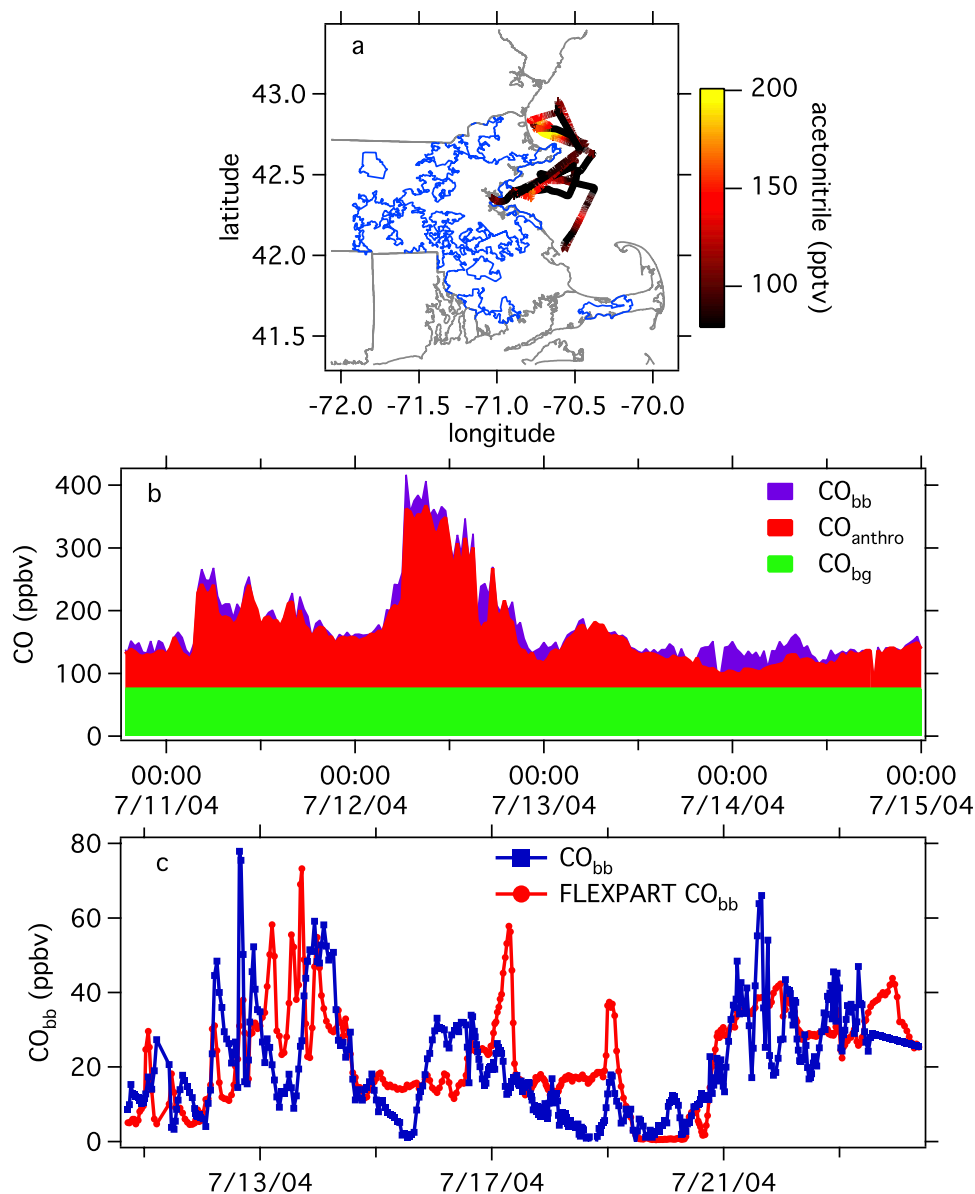 a
43.0
42.5
42.0
41.5
latitude
-72.0 -71.5 -71.0 -70.5 -70.0
longitude
200
150
100
acetonitrile (pptv)
b
400
300
200
100
0
CO (ppbv)
CObb
COanthro
CObg
00:00 00:00 00:00 00:00 00:00
7/11/04 7/12/04 7/13/04 7/14/04 7/15/04
c
80
60
40
20
0
CObb (ppbv)
CObb
FLEXPART CObb
7/13/04 7/17/04 7/21/04